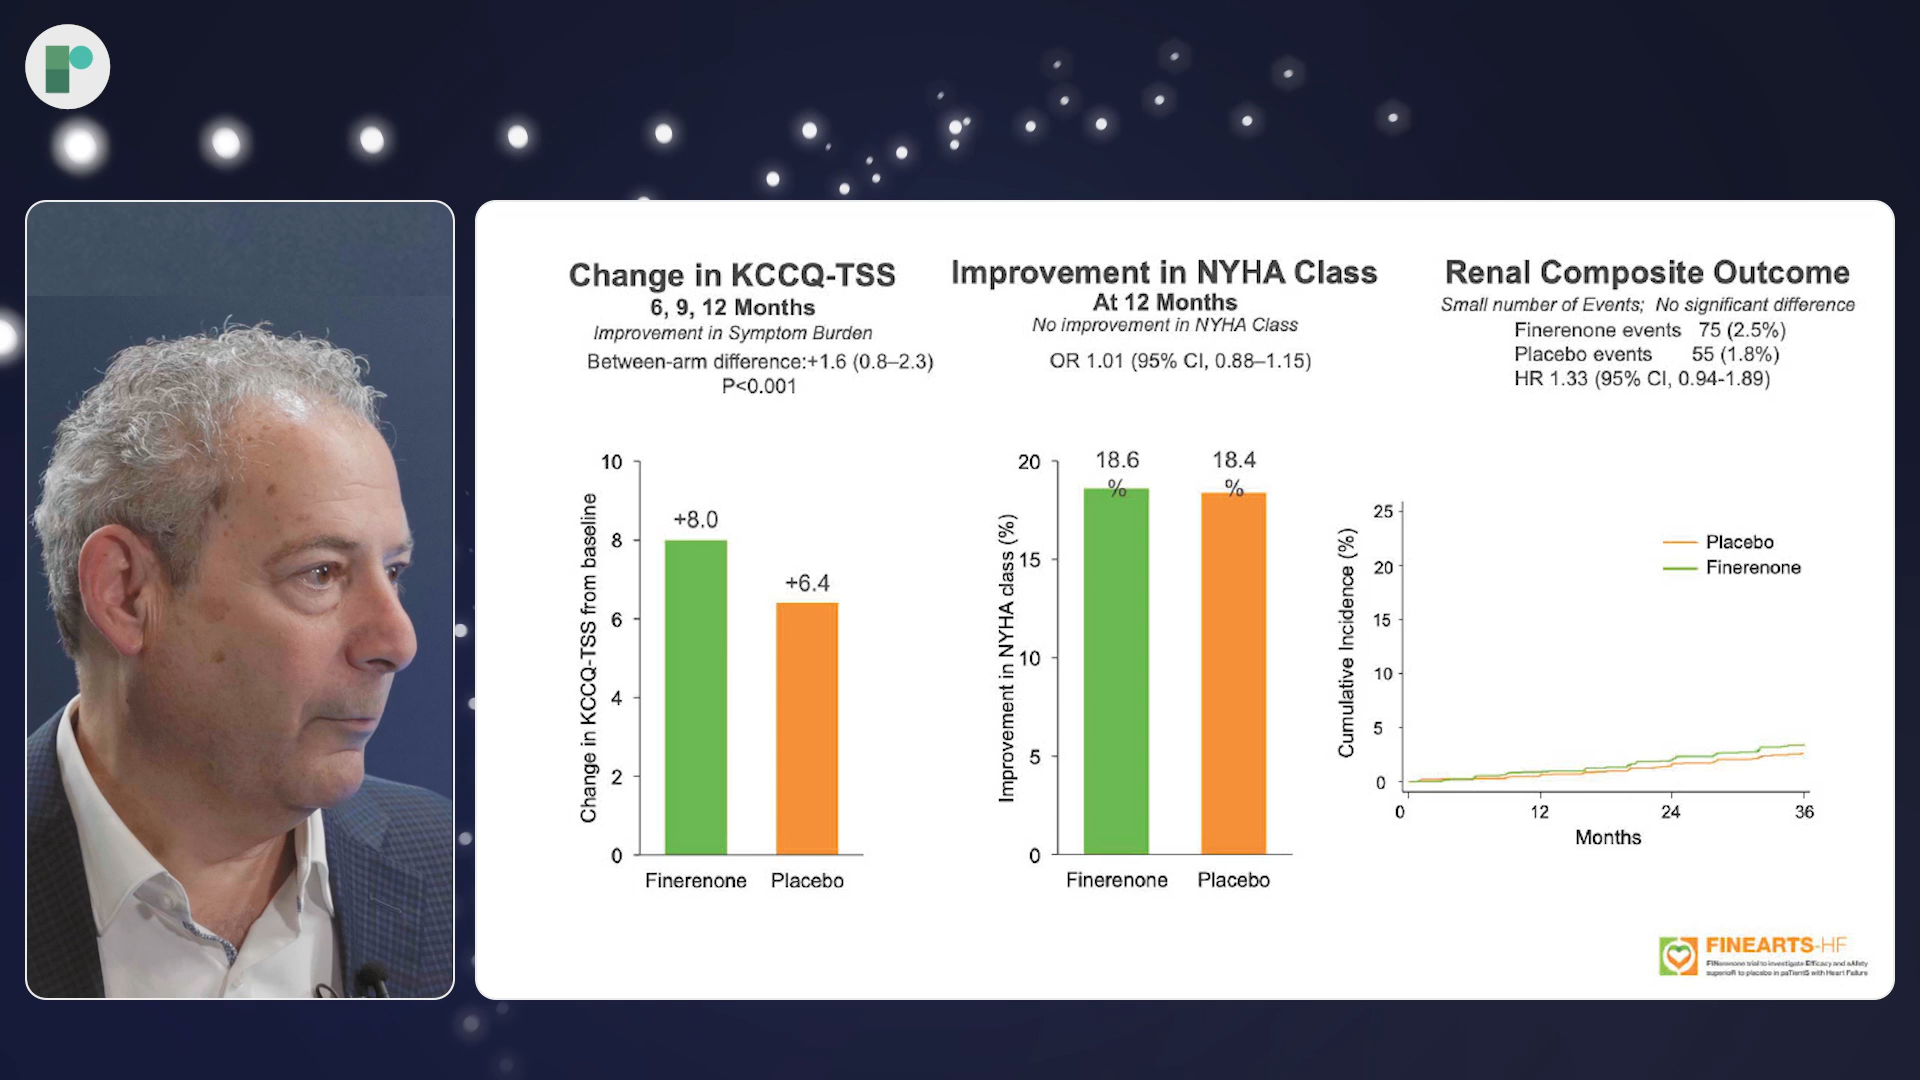 Change in KCCQ-TSS
6, 9, 12 Months
Improvement in Symptom Burden
Between-arm difference:+1.6 (0.8–2.3)
P<0.001
10
8
6
4
2
0
Change in KCCQ-TSS from baseline
+8.0
+6.4
Finerenone
Placebo
Improvement in NYHA Class
At 12 Months
No improvement in NYHA Class
OR 1.01 (95% CI, 0.88–1.15)
20
15
10
5
0
Improvement in NYHA class (%)
18.6
%
18.4
%
Finerenone
Placebo
Renal Composite Outcome
Small number of Events; No significant difference
Finerenone events 75 (2.5%)
Placebo events 55 (1.8%)
HR 1.33 (95% CI, 0.94-1.89)
25
20
15
10
5
0
Cumulative Incidence (%)
Placebo
Finerenone
0
12
24
36
Months
FINEARTS-HF
FINerenone trial to investigate Efficacy and sAfety
superioR to placebo in paTientS with Heart Failure